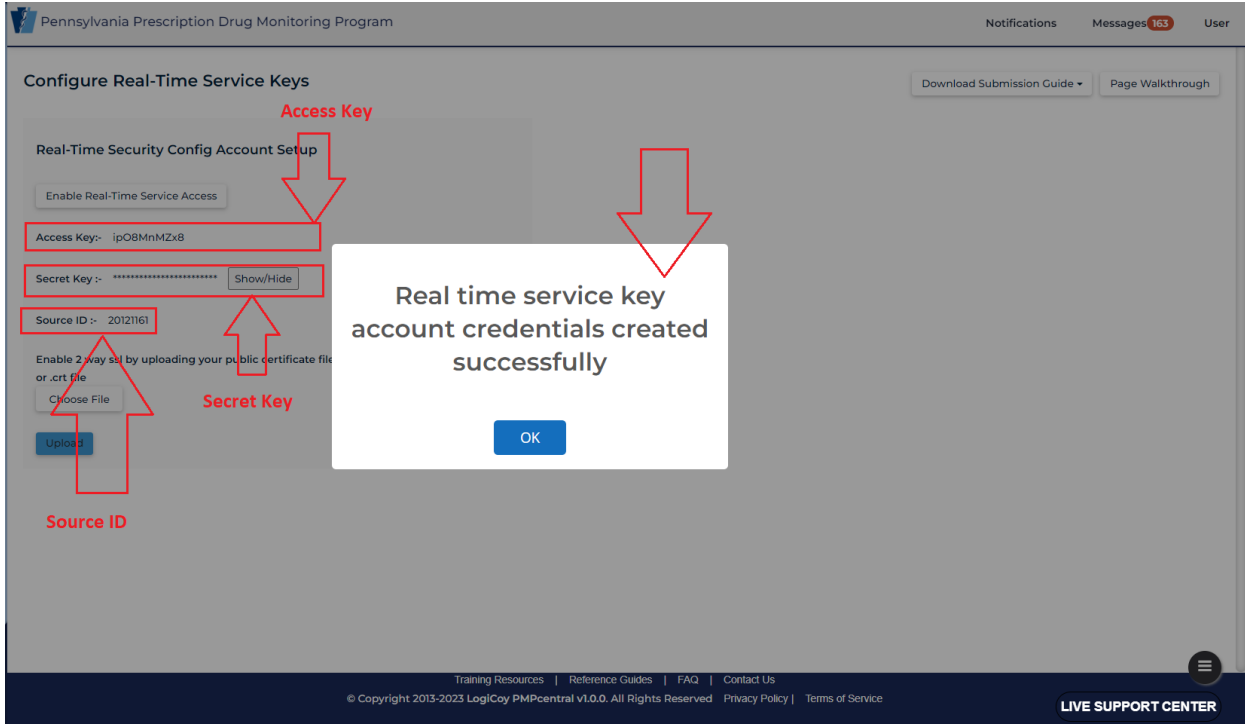 Pennsylvania Prescription Drug Monitoring Program
Notifications
Messages 163
User
Configure Real-Time Service Keys
Download Submission Guide
Page Walkthrough
Access Key
Real-Time Security Config Account Setup
Enable Real-Time Service Access
Access Key:- ipO8MnMZx8
Secret Key :- ************************ Show/Hide
Source ID :- 20121161
Enable 2 way ssl by uploading your public certificate file
or .crt file
Choose File
Secret Key
Upload
Source ID
Real time service key
account credentials created
successfully
OK
Training Resources | Reference Guides | FAQ | Contact Us
© Copyright 2013-2023 LogiCoy PMPcentral v1.0.0. All Rights Reserved Privacy Policy | Terms of Service
LIVE SUPPORT CENTER